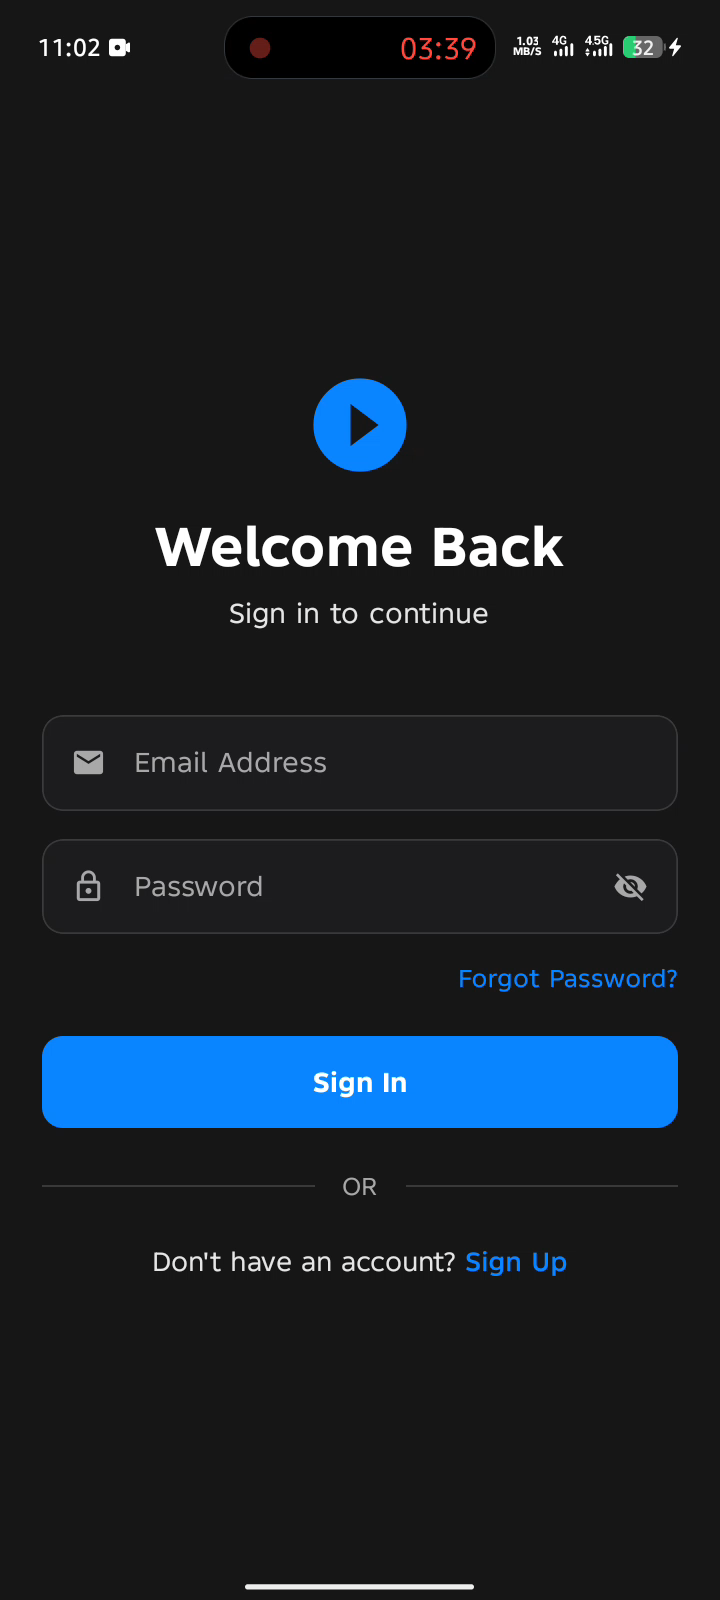 11:02
03:39
1.03
MB/S
4G
4.5G
32
Welcome Back
Sign in to continue
Email Address
Password
Forgot Password?
Sign In
OR
Don't have an account? Sign Up